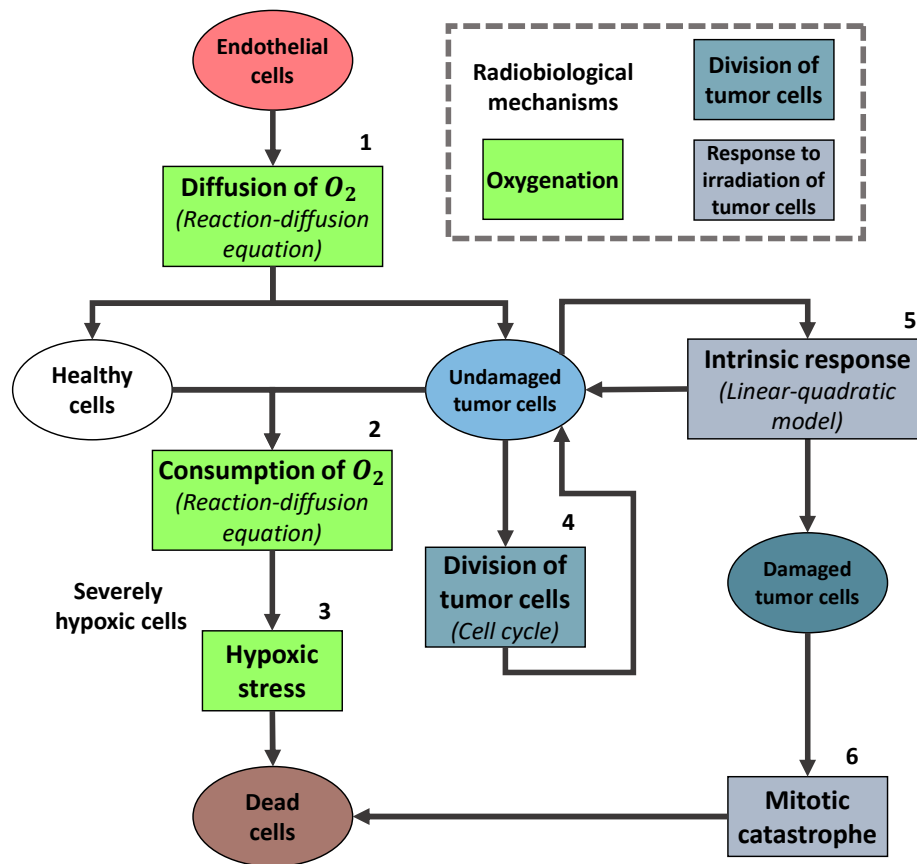 Endothelial
cells
Radiobiological
mechanisms
Division of
tumor cells
Oxygenation
Response to
irradiation of
tumor cells
1
Diffusion of O₂
(Reaction-diffusion
equation)
Healthy
cells
Undamaged
tumor cells
5
Intrinsic response
(Linear-quadratic
model)
2
Consumption of O₂
(Reaction-diffusion
equation)
4
Division of
tumor cells
(Cell cycle)
Damaged
tumor cells
Severely
hypoxic cells
3
Hypoxic
stress
6
Mitotic
catastrophe
Dead
cells